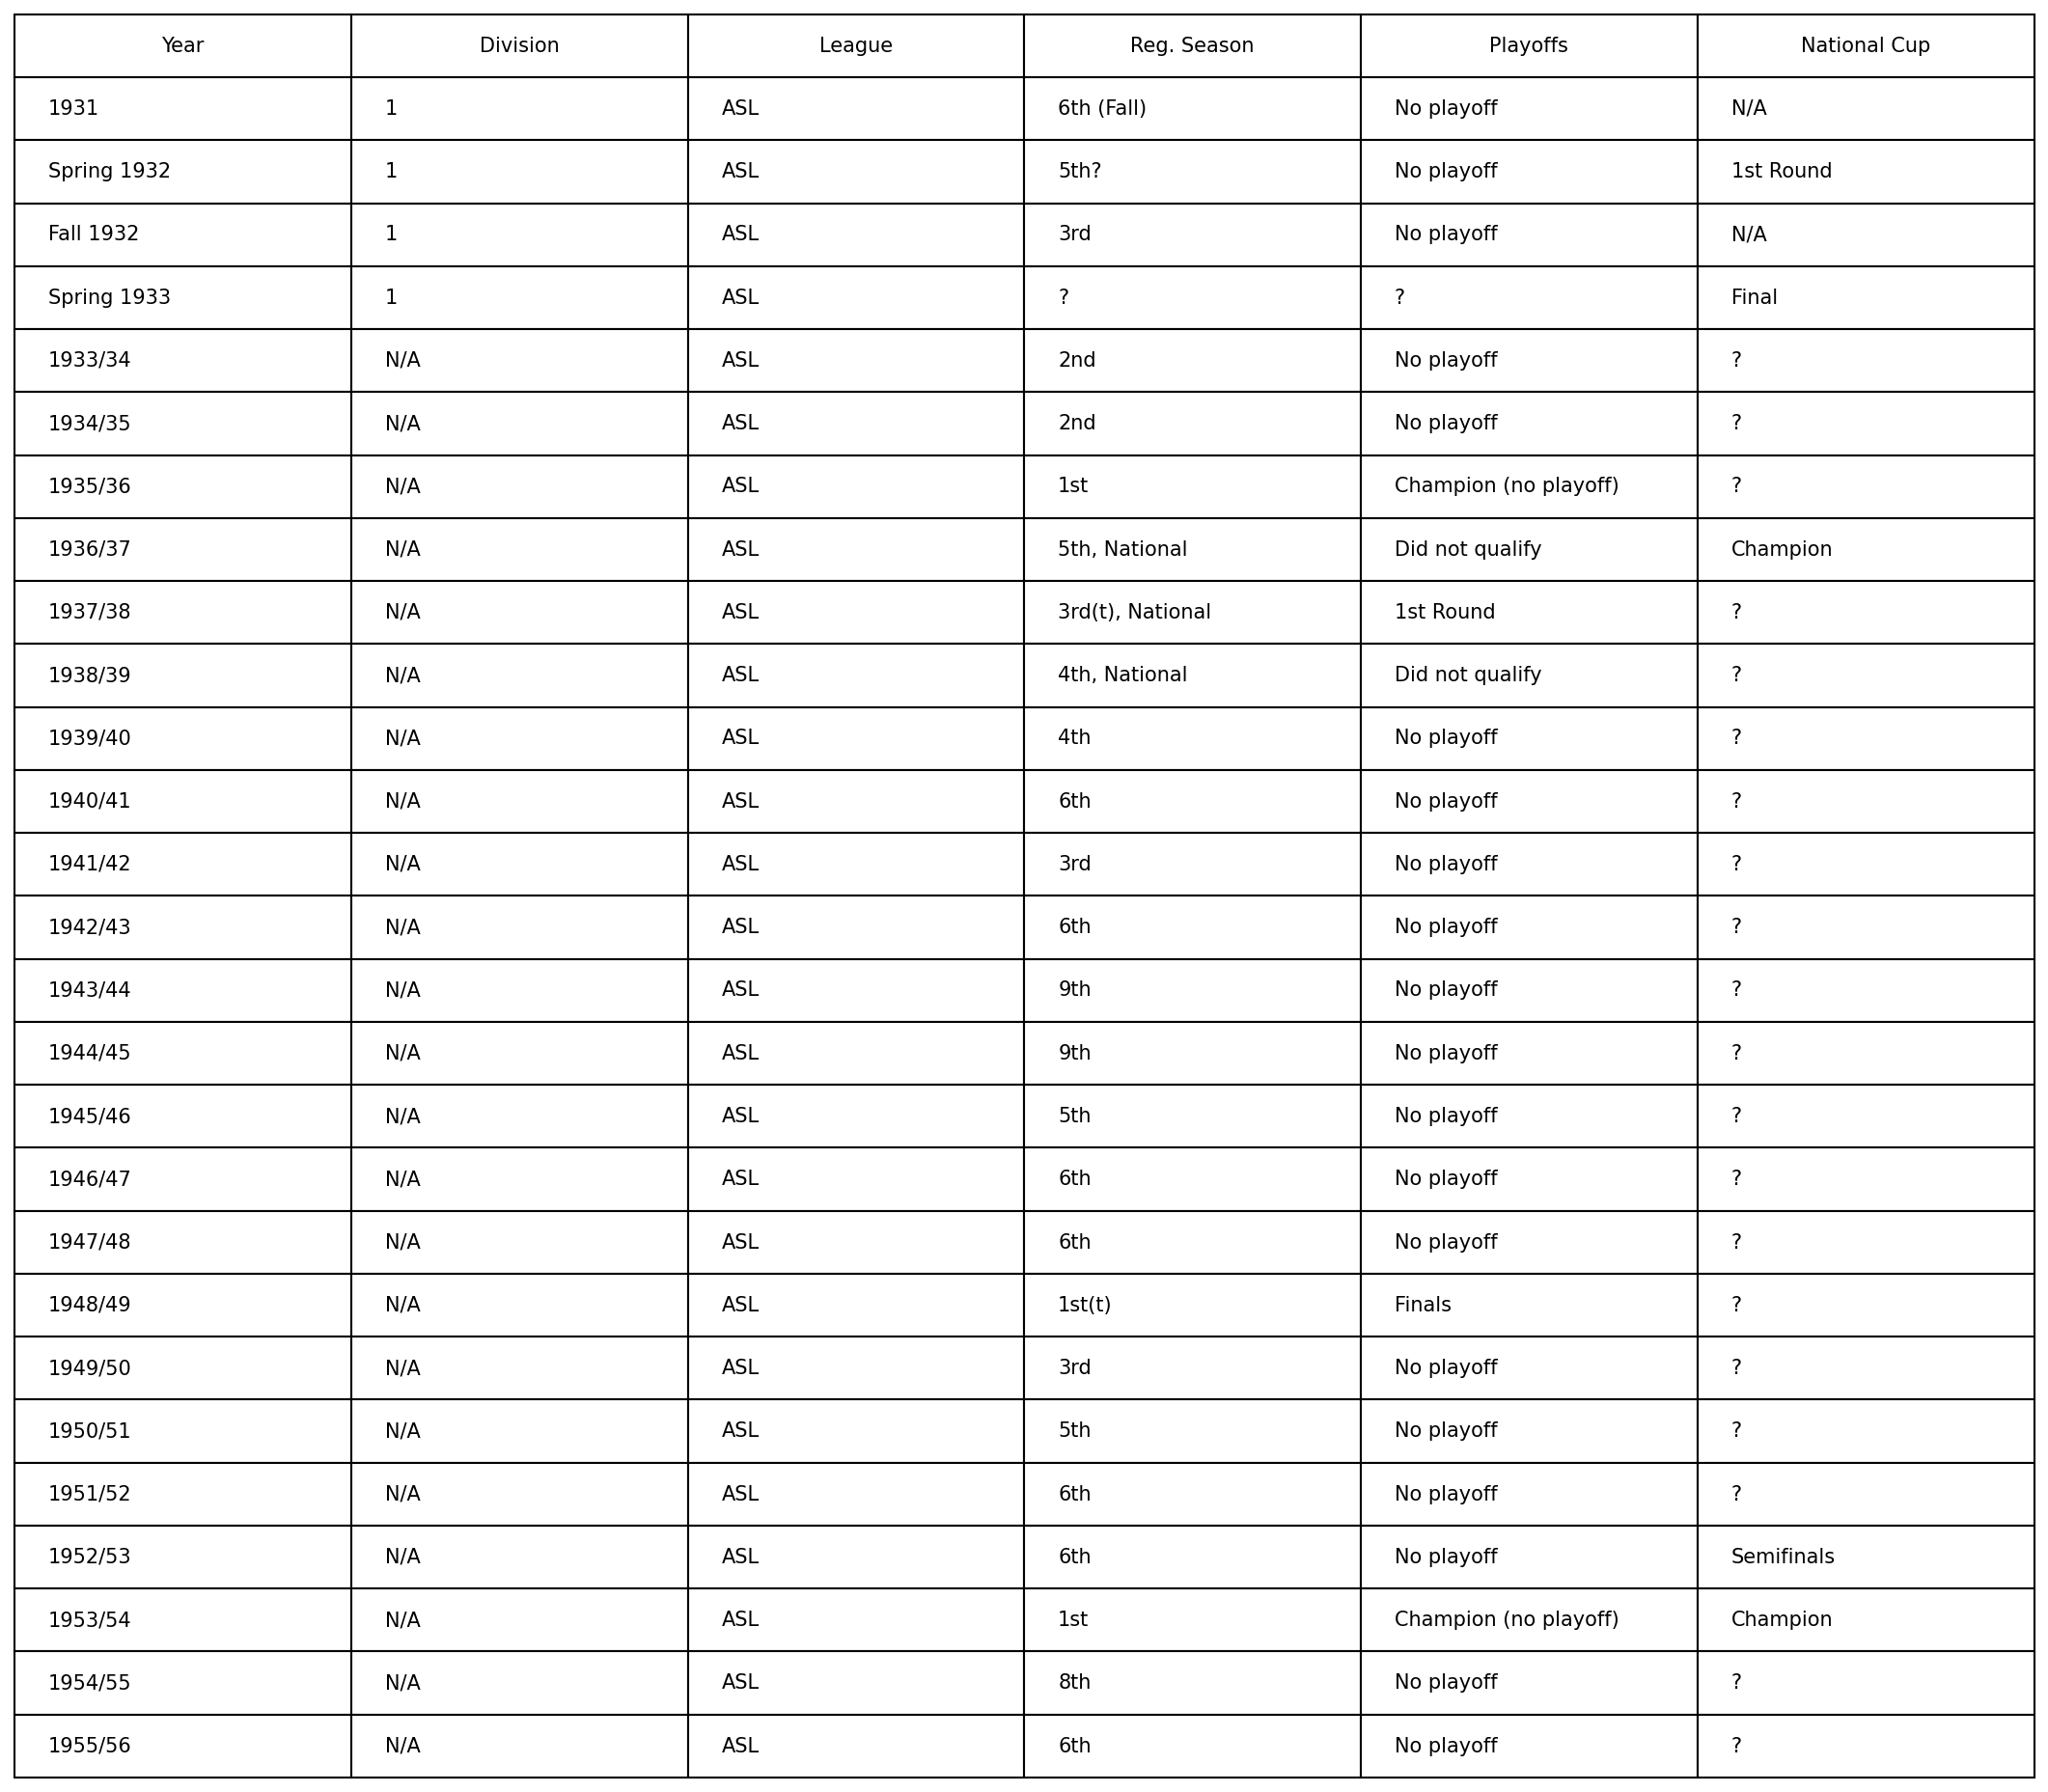 Year Division League Reg. Season Playoffs National Cup
1931 1 ASL 6th (Fall) No playoff N/A
Spring 1932 1 ASL 5th? No playoff 1st Round
Fall 1932 1 ASL 3rd No playoff N/A
Spring 1933 1 ASL ? ? Final
1933/34 N/A ASL 2nd No playoff ?
1934/35 N/A ASL 2nd No playoff ?
1935/36 N/A ASL 1st Champion (no playoff) ?
1936/37 N/A ASL 5th, National Did not qualify Champion
1937/38 N/A ASL 3rd(t), National 1st Round ?
1938/39 N/A ASL 4th, National Did not qualify ?
1939/40 N/A ASL 4th No playoff ?
1940/41 N/A ASL 6th No playoff ?
1941/42 N/A ASL 3rd No playoff ?
1942/43 N/A ASL 6th No playoff ?
1943/44 N/A ASL 9th No playoff ?
1944/45 N/A ASL 9th No playoff ?
1945/46 N/A ASL 5th No playoff ?
1946/47 N/A ASL 6th No playoff ?
1947/48 N/A ASL 6th No playoff ?
1948/49 N/A ASL 1st(t) Finals ?
1949/50 N/A ASL 3rd No playoff ?
1950/51 N/A ASL 5th No playoff ?
1951/52 N/A ASL 6th No playoff ?
1952/53 N/A ASL 6th No playoff Semifinals
1953/54 N/A ASL 1st Champion (no playoff) Champion
1954/55 N/A ASL 8th No playoff ?
1955/56 N/A ASL 6th No playoff ?